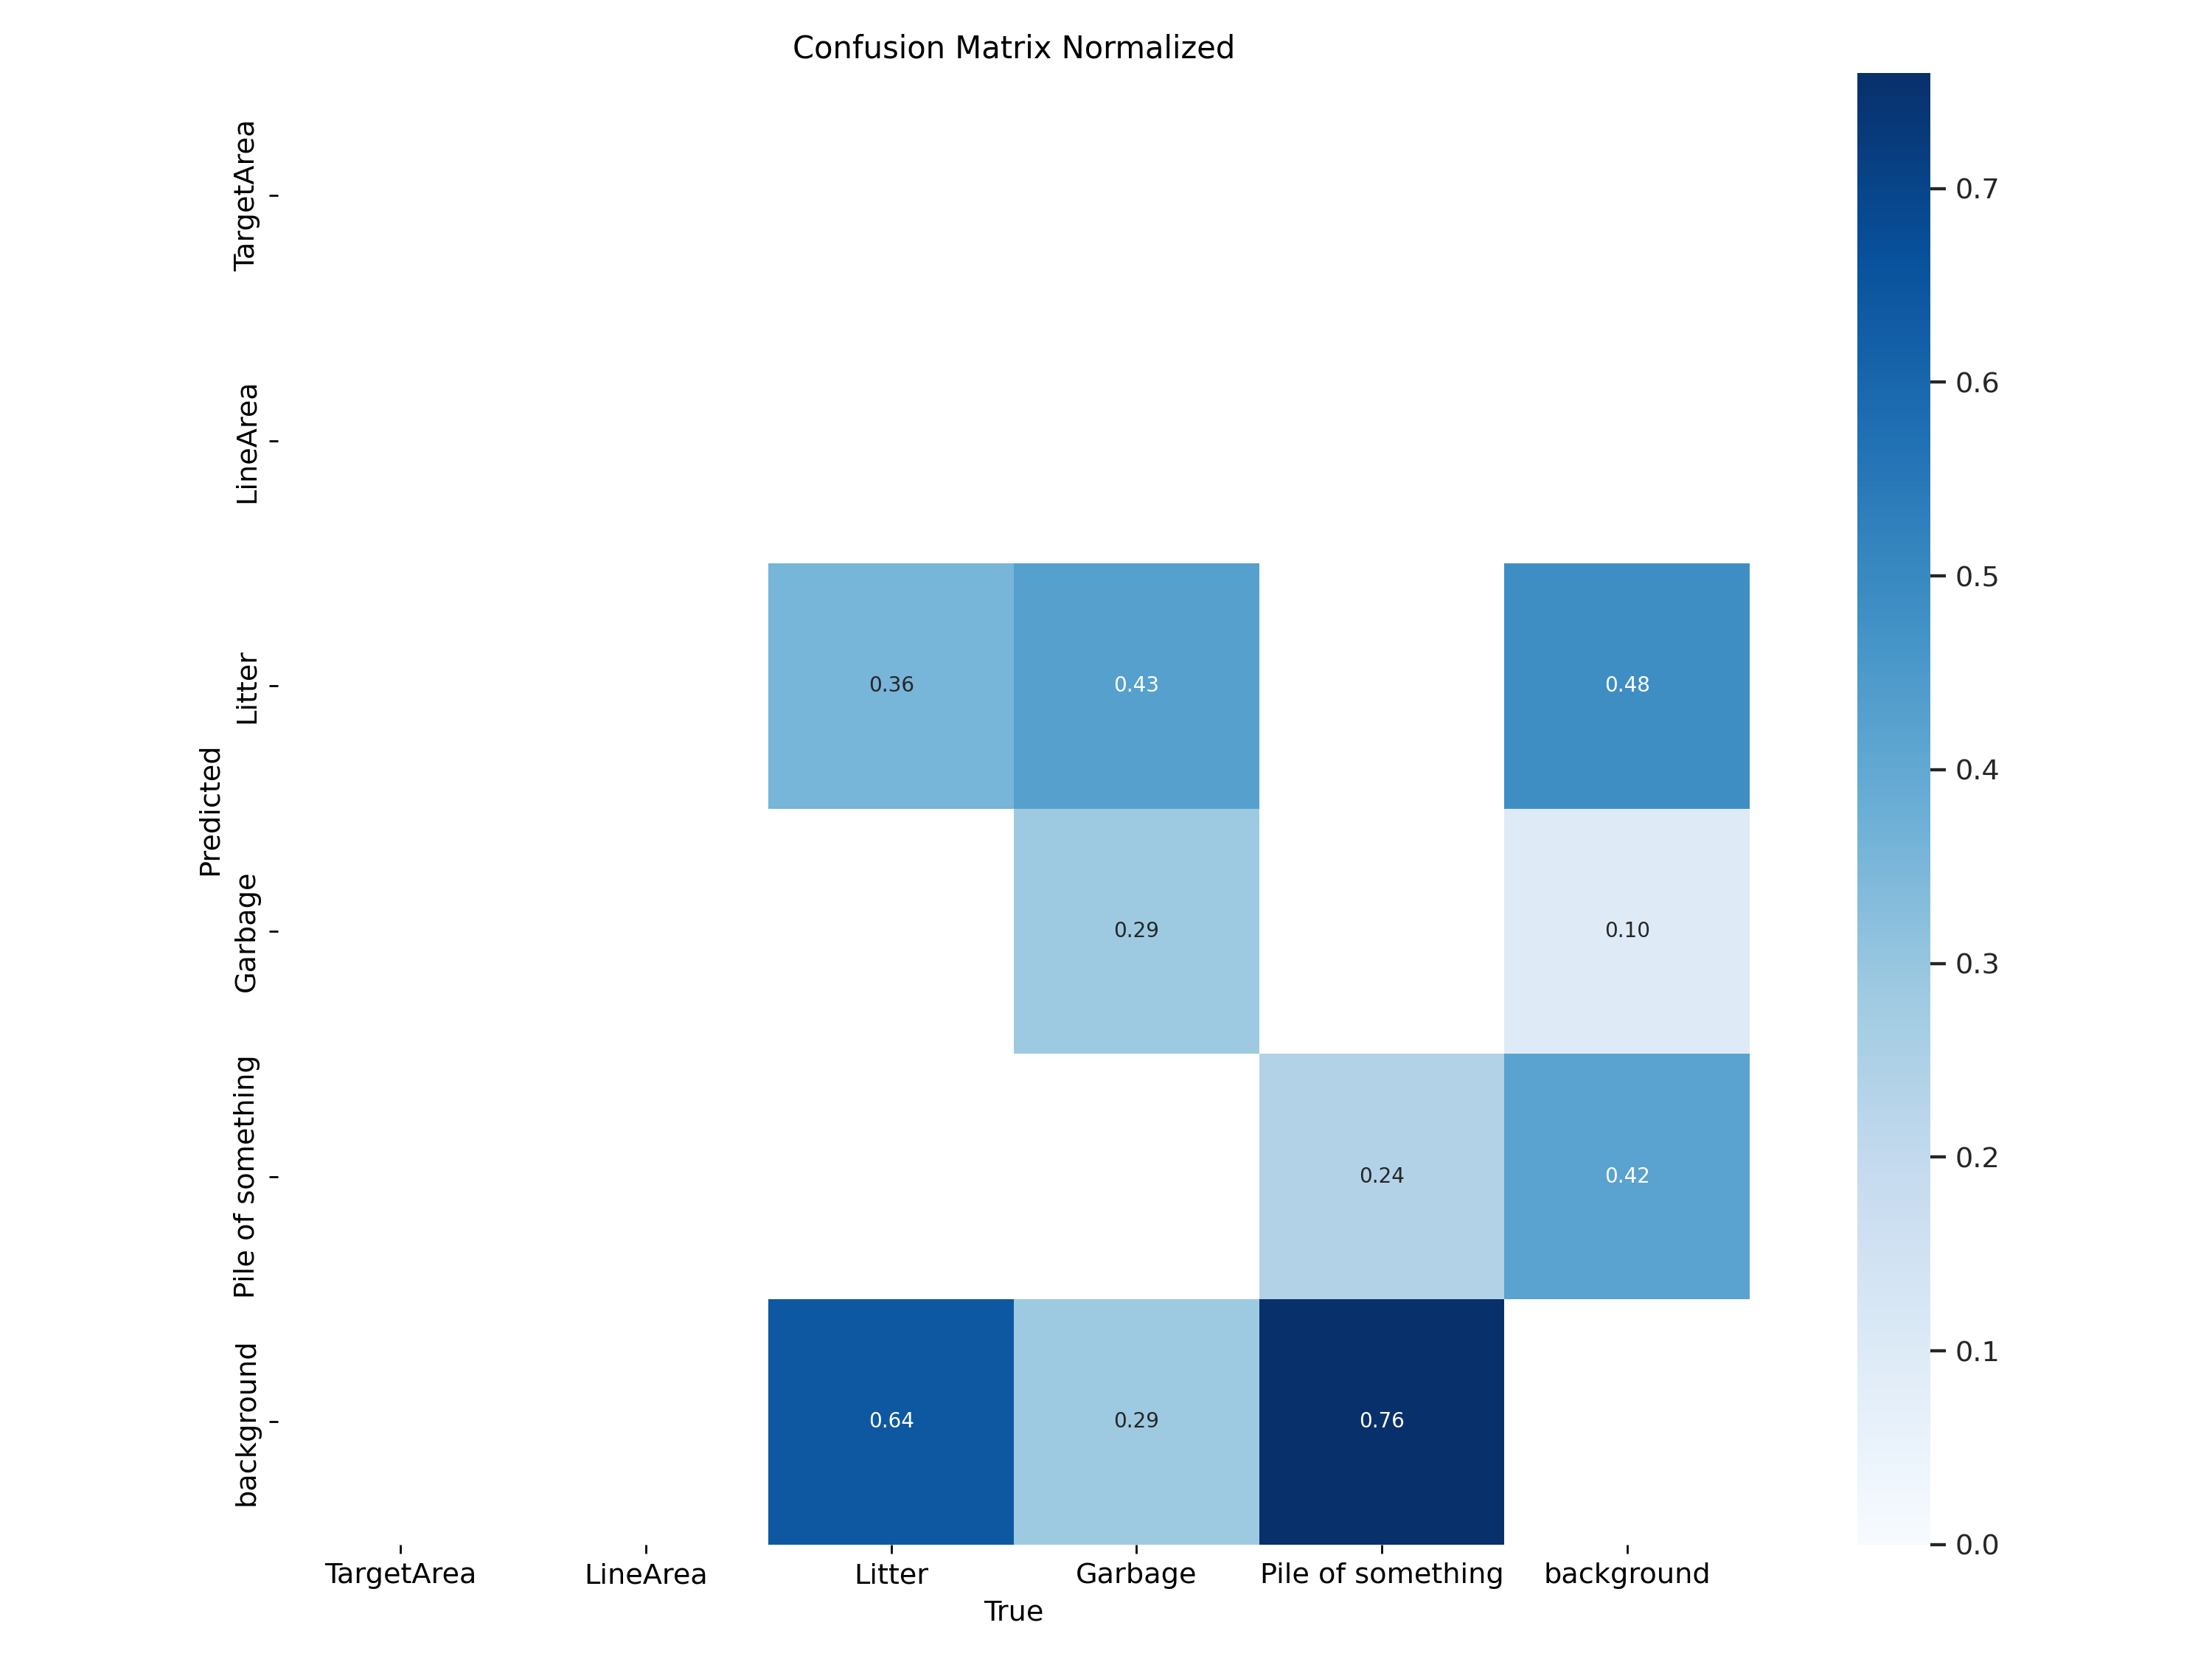 Confusion Matrix Normalized
TargetArea
LineArea
Litter
Garbage
Pile of something
background
Predicted
0.36 0.43 0.48
0.29 0.10
0.24 0.42
0.64 0.29 0.76
TargetArea LineArea Litter Garbage Pile of something background
True
0.7
0.6
0.5
0.4
0.3
0.2
0.1
0.0